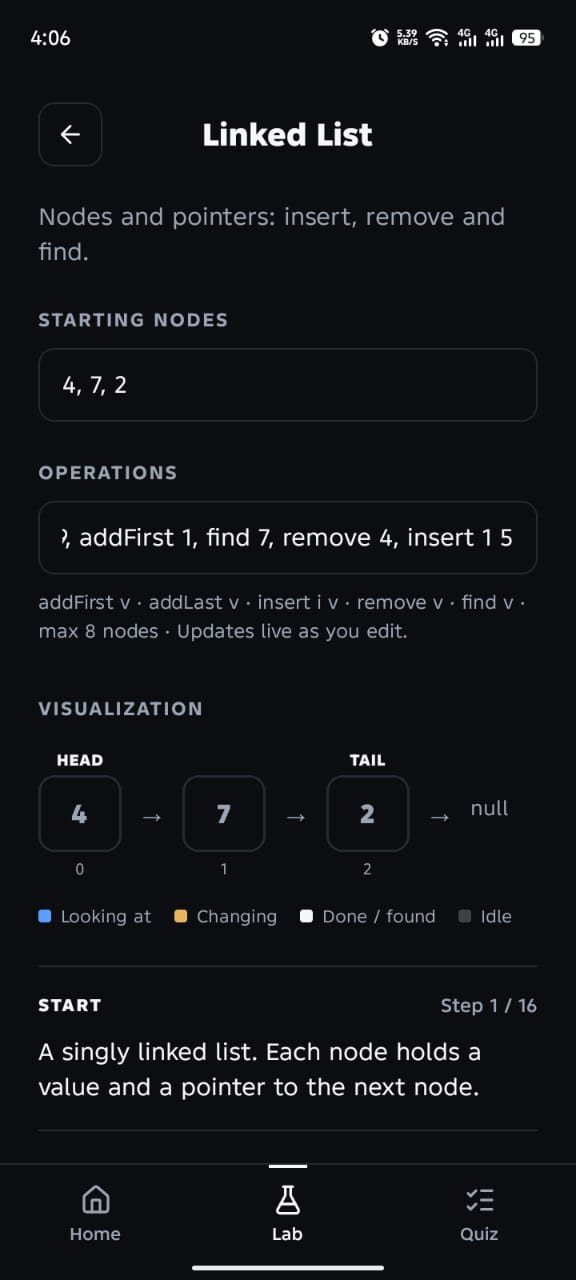 4:06
5.39 KB/S 4G 4G 95
Linked List
Nodes and pointers: insert, remove and
find.
STARTING NODES
4, 7, 2
OPERATIONS
, addFirst 1, find 7, remove 4, insert 1 5
addFirst v · addLast v · insert i v · remove v · find v ·
max 8 nodes · Updates live as you edit.
VISUALIZATION
HEAD TAIL
4 → 7 → 2 → null
0 1 2
Looking at Changing Done / found Idle
START Step 1 / 16
A singly linked list. Each node holds a
value and a pointer to the next node.
Home Lab Quiz